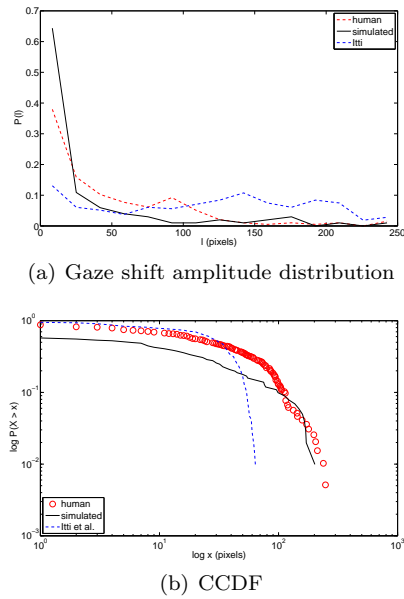 0.7
0.6
0.5
0.4
0.3
0.2
0.1
0
P(l)
human
simulated
Itti
0 50 100 150 200 250
l (pixels)
(a) Gaze shift amplitude distribution
10^0
10^-1
10^-2
10^-3
log P(X > x)
human
simulated
Itti et al.
10^0 10^1 10^2 10^3
log x (pixels)
(b) CCDF